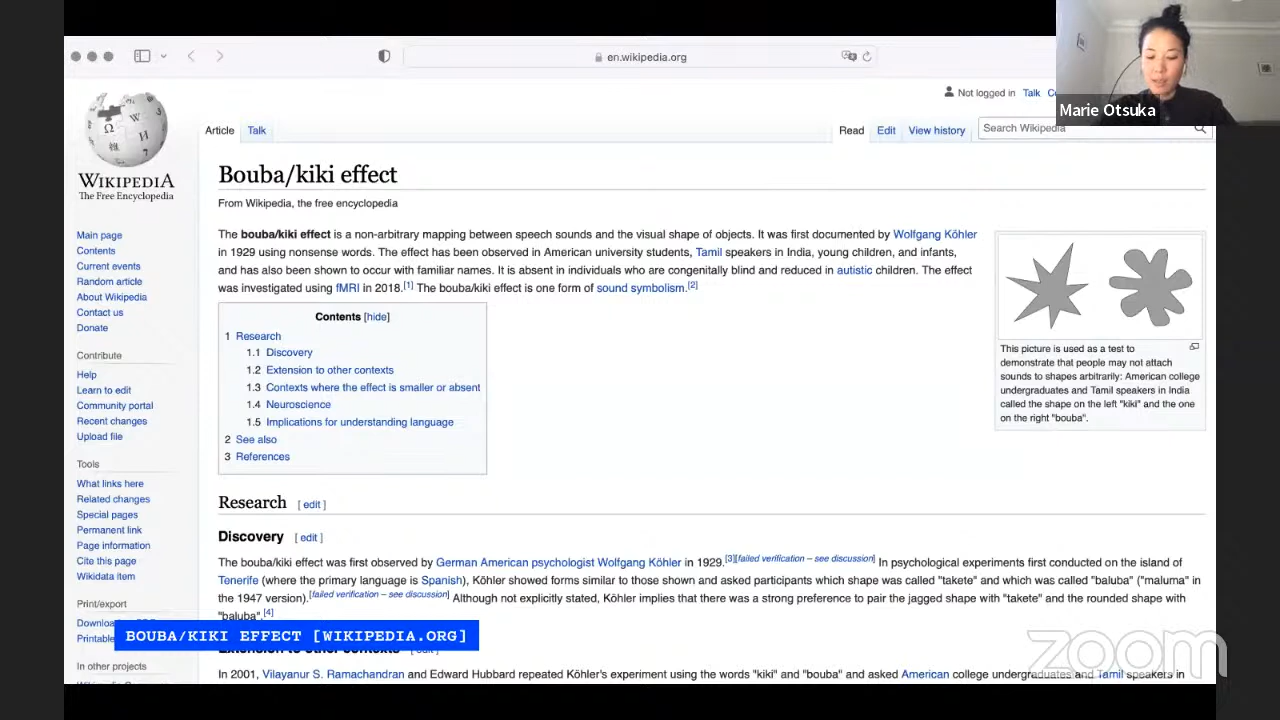 en.wikipedia.org
Not logged in Talk
Marie Otsuka
Article Talk Read Edit View history Search Wikipedia
WIKIPEDIA
The Free Encyclopedia
Main page
Contents
Current events
Random article
About Wikipedia
Contact us
Donate
Contribute
Help
Learn to edit
Community portal
Recent changes
Upload file
Tools
What links here
Related changes
Special pages
Permanent link
Page information
Cite this page
Wikidata item
Print/export
In other projects
Bouba/kiki effect
From Wikipedia, the free encyclopedia
The bouba/kiki effect is a non-arbitrary mapping between speech sounds and the visual shape of objects. It was first documented by Wolfgang Köhler
in 1929 using nonsense words. The effect has been observed in American university students, Tamil speakers in India, young children, and infants,
and has also been shown to occur with familiar names. It is absent in individuals who are congenitally blind and reduced in autistic children. The effect
was investigated using fMRI in 2018.[1] The bouba/kiki effect is one form of sound symbolism.[2]
This picture is used as a test to
demonstrate that people may not attach
sounds to shapes arbitrarily: American college
undergraduates and Tamil speakers in India
called the shape on the left "kiki" and the one
on the right "bouba".
Contents [hide]
1 Research
1.1 Discovery
1.2 Extension to other contexts
1.3 Contexts where the effect is smaller or absent
1.4 Neuroscience
1.5 Implications for understanding language
2 See also
3 References
Research [ edit ]
Discovery [ edit ]
The bouba/kiki effect was first observed by German American psychologist Wolfgang Köhler in 1929.[3][failed verification – see discussion] In psychological experiments first conducted on the island of
Tenerife (where the primary language is Spanish), Köhler showed forms similar to those shown and asked participants which shape was called "takete" and which was called "baluba" ("maluma" in
the 1947 version).[failed verification – see discussion] Although not explicitly stated, Köhler implies that there was a strong preference to pair the jagged shape with "takete" and the rounded shape with
"baluba".[4]
BOUBA/KIKI EFFECT [WIKIPEDIA.ORG]
In 2001, Vilayanur S. Ramachandran and Edward Hubbard repeated Köhler's experiment using the words "kiki" and "bouba" and asked American college undergraduates and Tamil speakers in
zoom